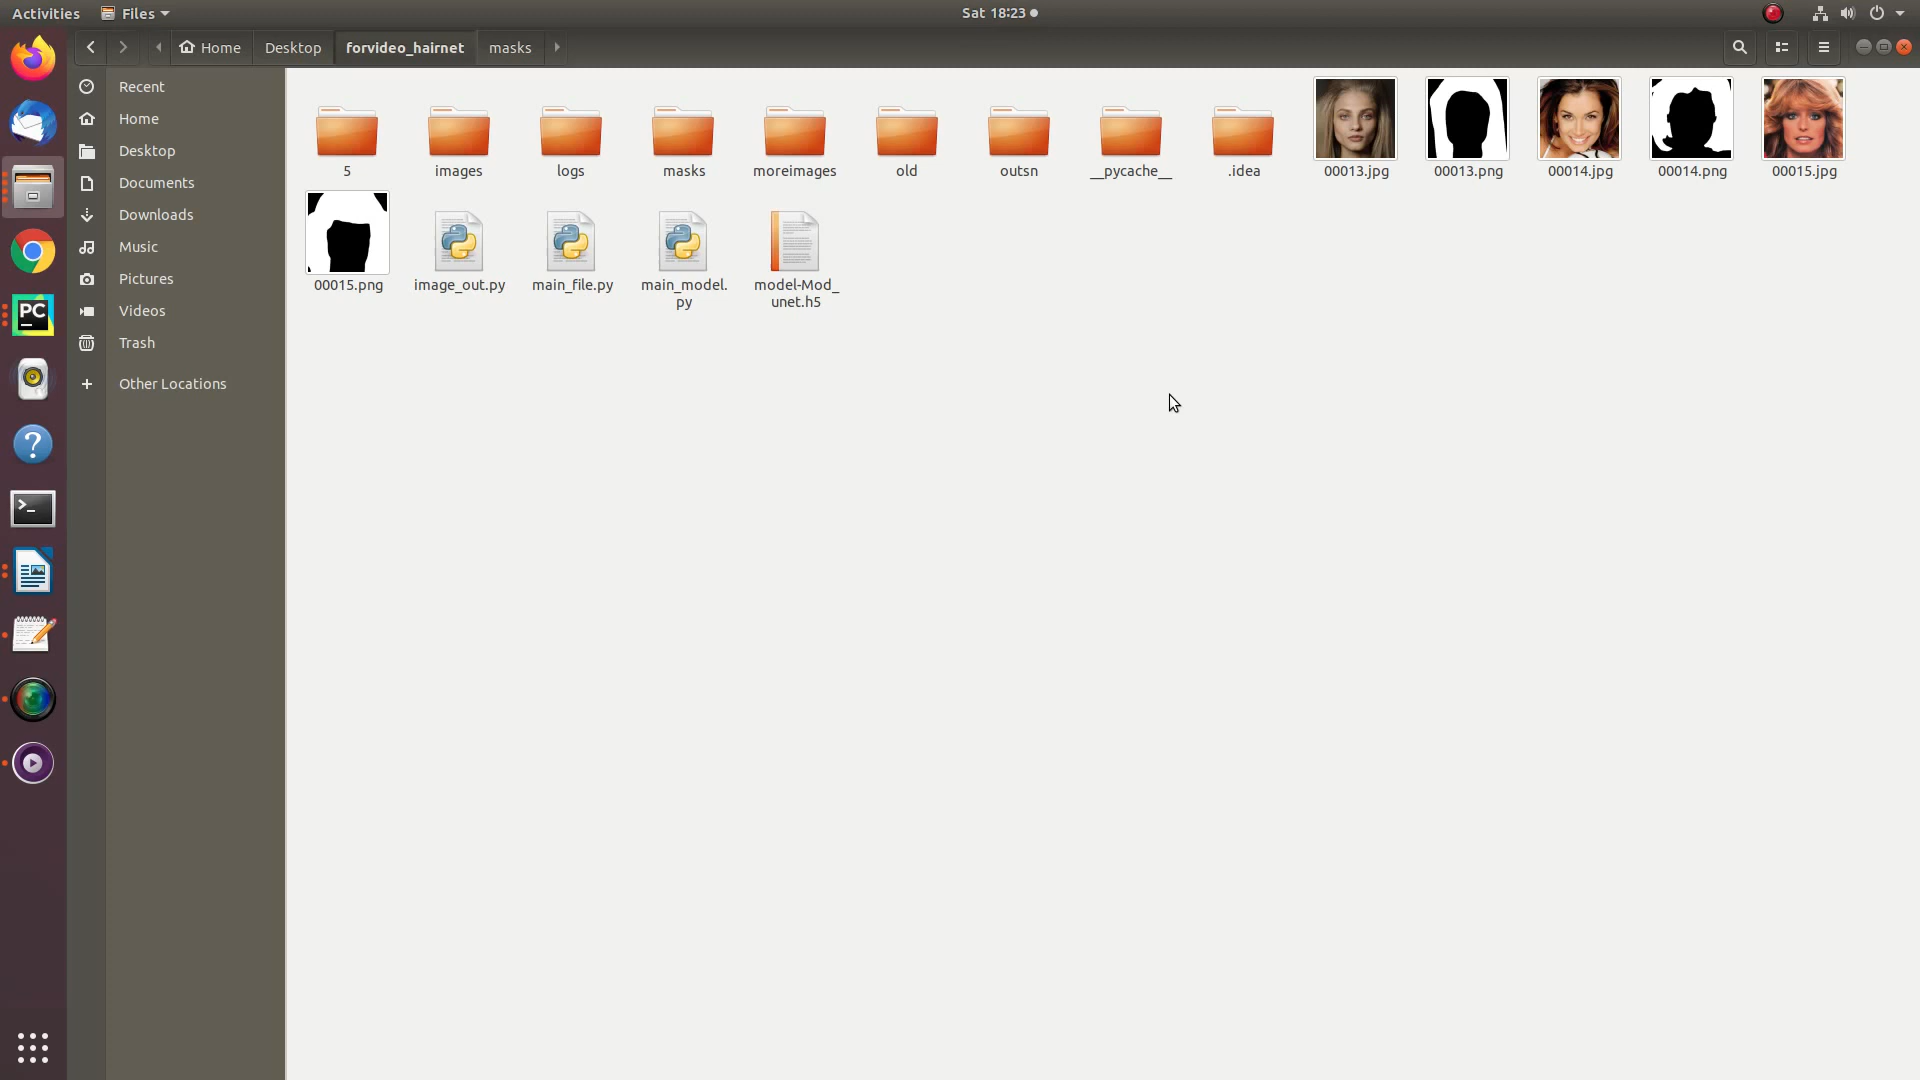 Activities Files Sat 18:23
Home Desktop forvideo_hairnet masks
Recent
Home
Desktop
Documents
Downloads
Music
Pictures
Videos
Trash
Other Locations
5 images logs masks moreimages old outsn __pycache__ .idea 00013.jpg 00013.png 00014.jpg 00014.png 00015.jpg
00015.png image_out.py main_file.py main_model. model-Mod_
py unet.h5
PC